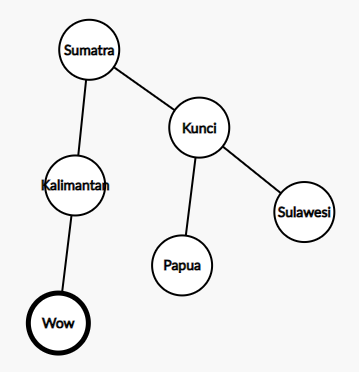 Sumatra
Kunci
Kalimantan
Sulawesi
Papua
Wow